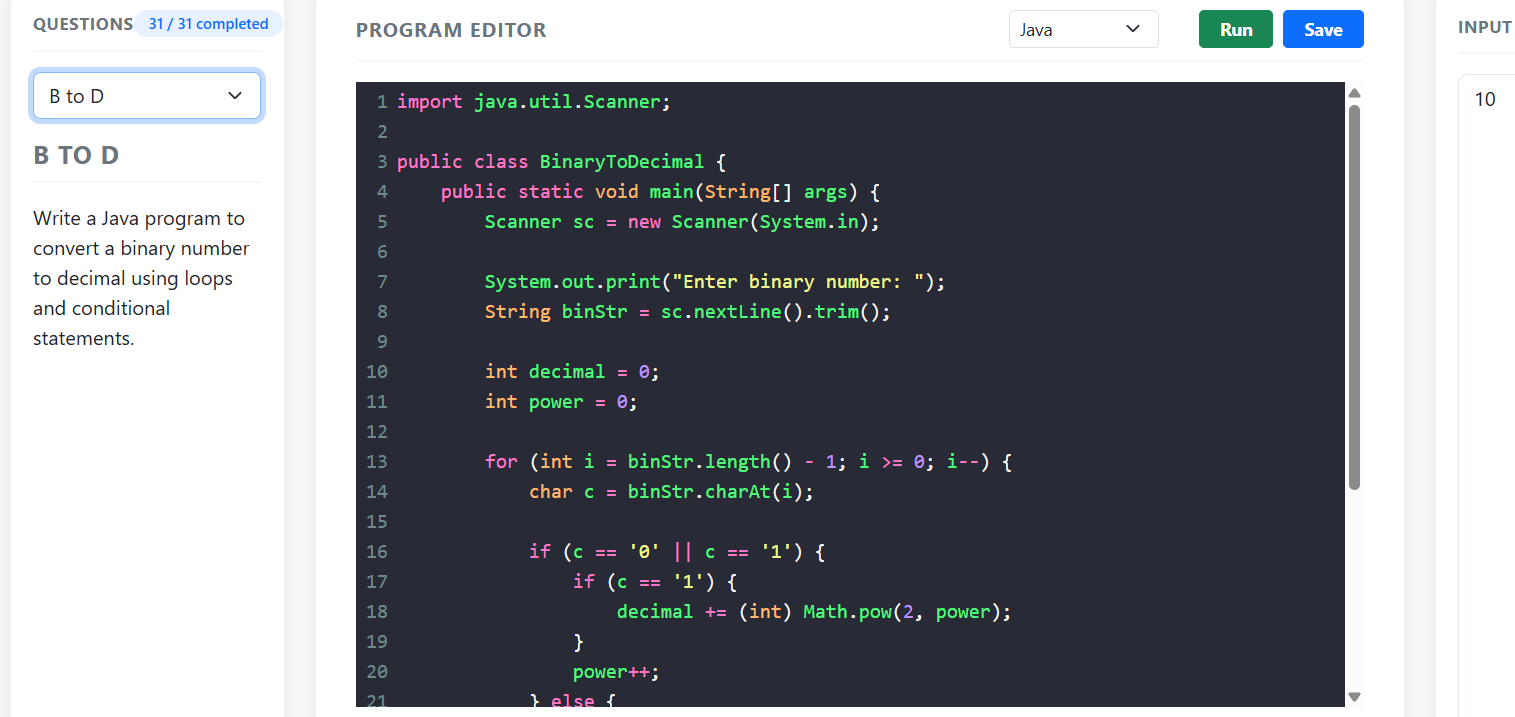 QUESTIONS 31 / 31 completed
B to D
B TO D
Write a Java program to
convert a binary number
to decimal using loops
and conditional
statements.
PROGRAM EDITOR
Java
Run
Save
1 import java.util.Scanner;
2
3 public class BinaryToDecimal {
4     public static void main(String[] args) {
5         Scanner sc = new Scanner(System.in);
6
7         System.out.print("Enter binary number: ");
8         String binStr = sc.nextLine().trim();
9
10         int decimal = 0;
11         int power = 0;
12
13         for (int i = binStr.length() - 1; i >= 0; i--) {
14             char c = binStr.charAt(i);
15
16             if (c == '0' || c == '1') {
17                 if (c == '1') {
18                     decimal += (int) Math.pow(2, power);
19                 }
20                 power++;
21             } else {
INPUT
10